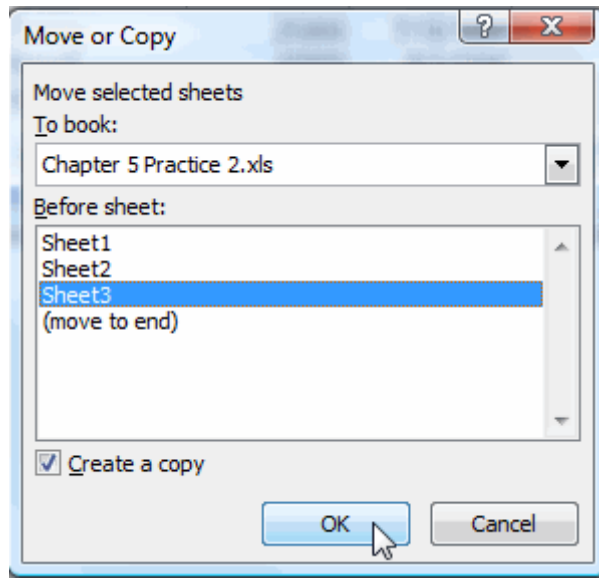 Move or Copy
Move selected sheets
To book:
Chapter 5 Practice 2.xls
Before sheet:
Sheet1
Sheet2
Sheet3
(move to end)
Create a copy
OK
Cancel